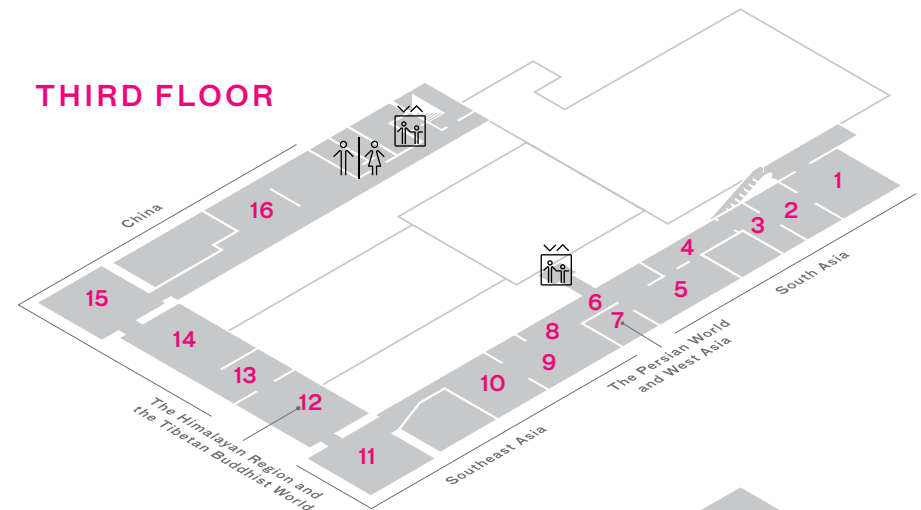 THIRD FLOOR
China
16
15
14
13
12
11
10
9
8
7
6
5
4
3
2
1
South Asia
The Persian World
and West Asia
Southeast Asia
The Himalayan Region and
the Tibetan Buddhist World